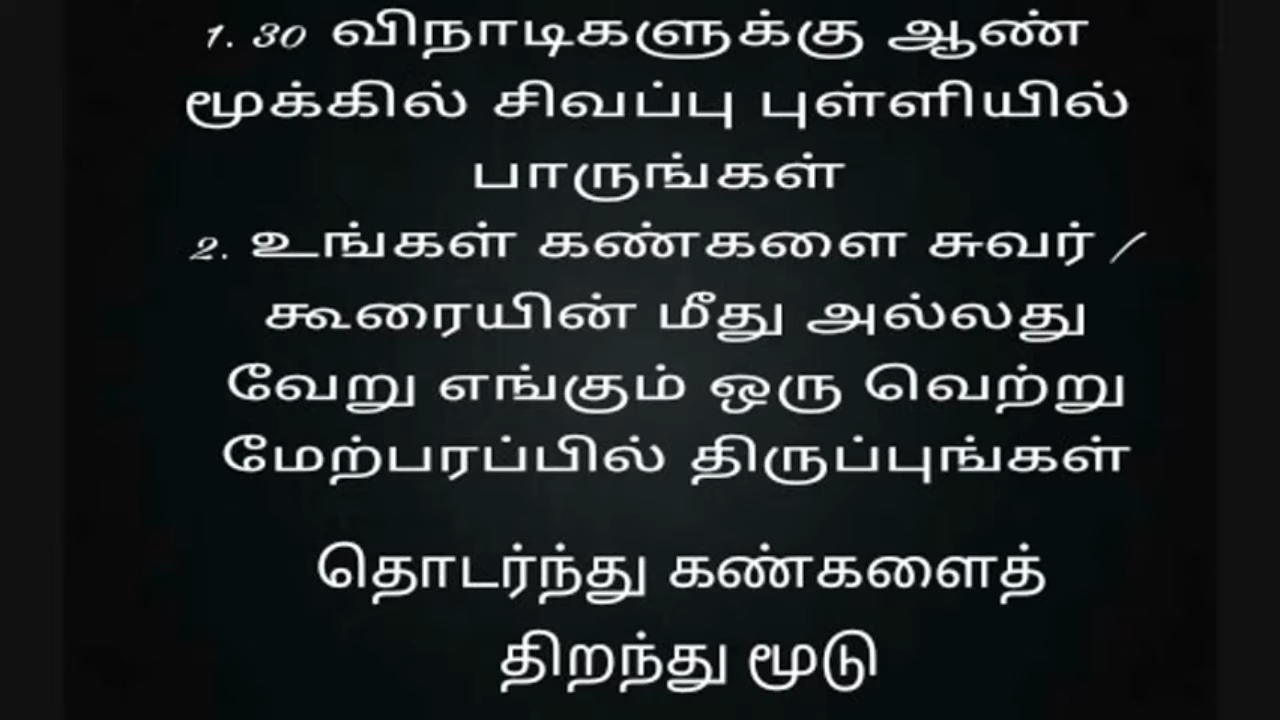 1. 30 விநாடிகளுக்கு ஆண்
மூக்கில் சிவப்பு புள்ளியில்
பாருங்கள்
2. உங்கள் கண்களை சுவர் /
கூரையின் மீது அல்லது
வேறு எங்கும் ஒரு வெற்று
மேற்பரப்பில் திருப்புங்கள்
தொடர்ந்து கண்களைத்
திறந்து மூடு